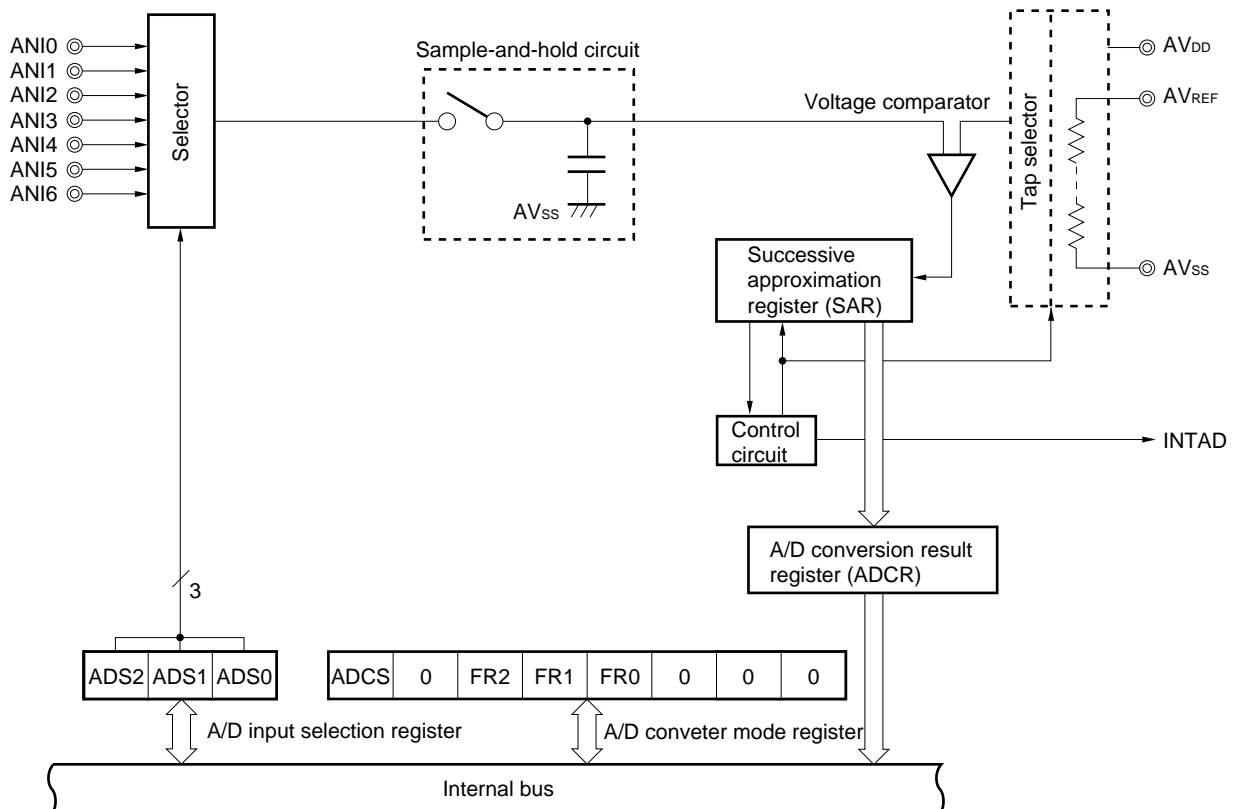 ANI0
ANI1
ANI2
ANI3
ANI4
ANI5
ANI6
Selector
Sample-and-hold circuit
AVSS
Voltage comparator
Tap selector
AVDD
AVREF
AVSS
Successive
approximation
register (SAR)
Control
circuit
INTAD
A/D conversion result
register (ADCR)
3
ADS2 ADS1 ADS0
ADCS 0 FR2 FR1 FR0 0 0 0
A/D input selection register
A/D conveter mode register
Internal bus